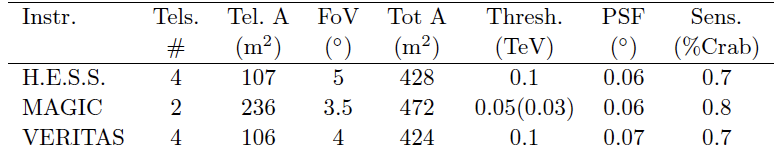 Instr. Tels. Tel. A FoV Tot A Thresh. PSF Sens.
# (m²) (°) (m²) (TeV) (°) (%Crab)
H.E.S.S. 4 107 5 428 0.1 0.06 0.7
MAGIC 2 236 3.5 472 0.05(0.03) 0.06 0.8
VERITAS 4 106 4 424 0.1 0.07 0.7